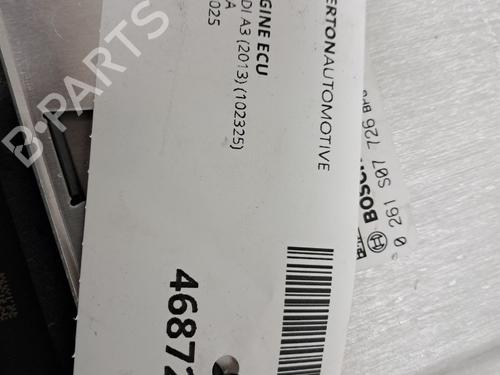 ERTONAUTOMOTIVE
GINE ECU
DI A3 (2013) (102325)
A
025
4687
BOSCH
0 261 S07 726
B-PARTS